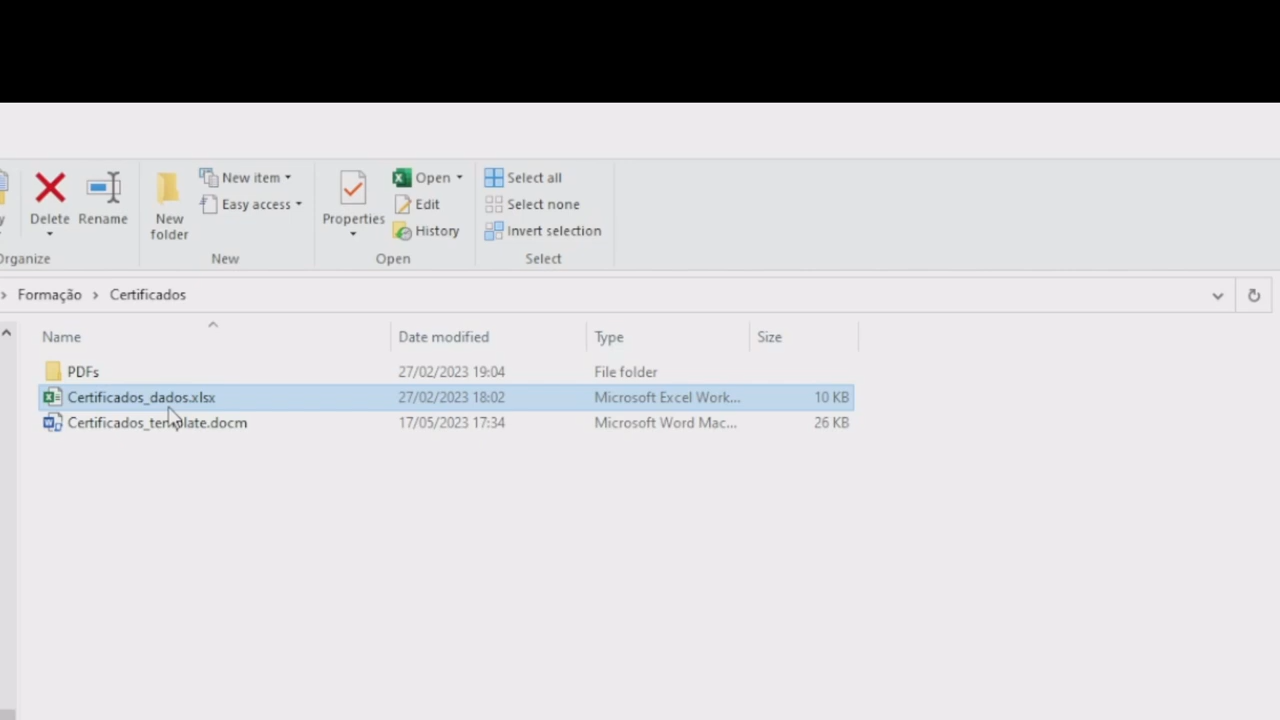 New item
Open
Select all
Easy access
Edit
Select none
Delete
Rename
New folder
Properties
History
Invert selection
Organize
New
Open
Select
Formação > Certificados
Name
Date modified
Type
Size
PDFs 27/02/2023 19:04 File folder
Certificados_dados.xlsx 27/02/2023 18:02 Microsoft Excel Work... 10 KB
Certificados_template.docm 17/05/2023 17:34 Microsoft Word Mac... 26 KB